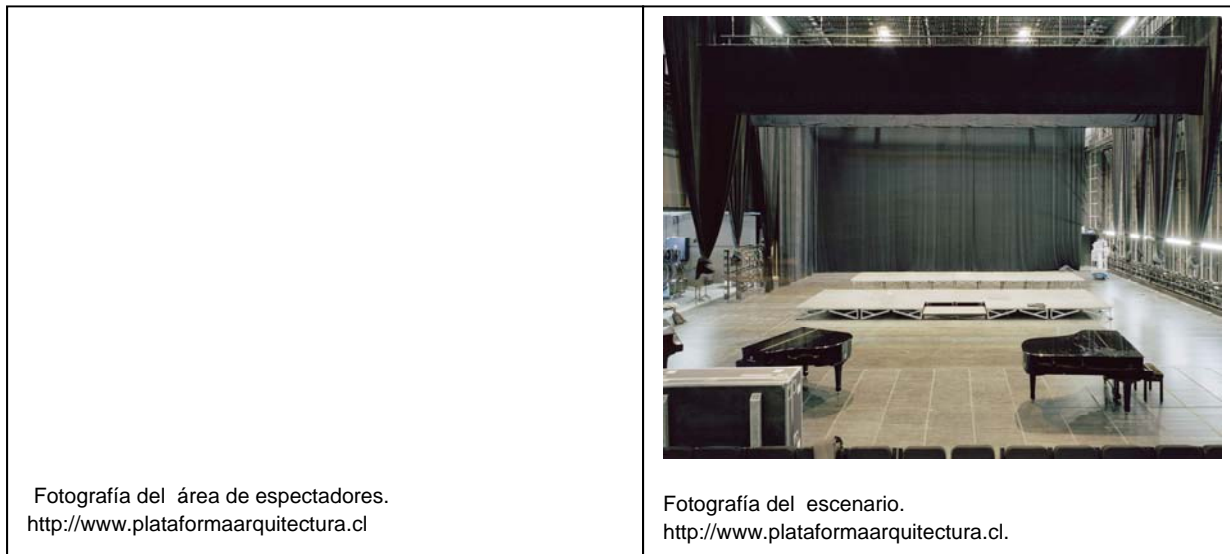 Fotografía del área de espectadores.
http://www.plataformaarquitectura.cl
Fotografía del escenario.
http://www.plataformaarquitectura.cl.